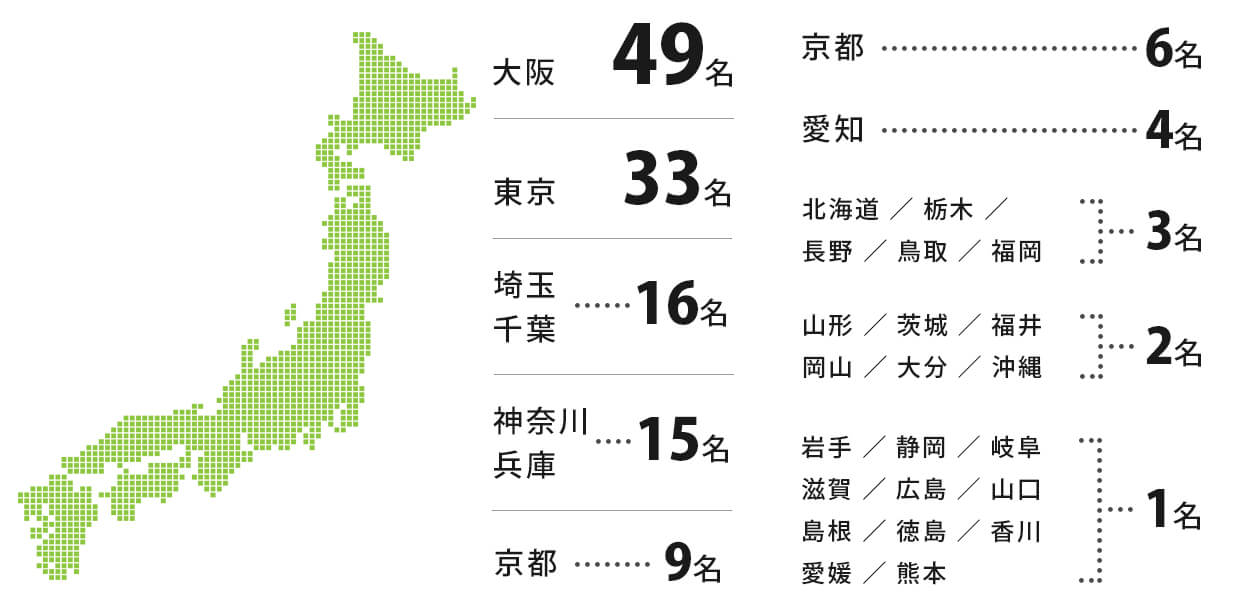 大阪 49名
東京 33名
埼玉
千葉 ……16名
神奈川
兵庫 ……15名
京都 ………9名
京都 ………………………6名
愛知 ………………………4名
北海道 ／ 栃木 ／
長野 ／ 鳥取 ／ 福岡 …3名
山形 ／ 茨城 ／ 福井
岡山 ／ 大分 ／ 沖縄 …2名
岩手 ／ 静岡 ／ 岐阜
滋賀 ／ 広島 ／ 山口
島根 ／ 徳島 ／ 香川
愛媛 ／ 熊本 …1名